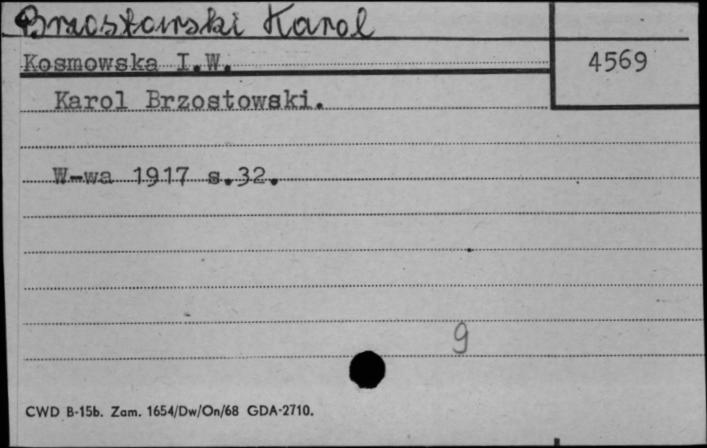 Brzostowski Karol
Kosmowska I.W.
4569
Karol Brzostowski.
W-wa 1917 s.32.
9
CWD B-15b. Zam. 1654/Dw/On/68 GDA-2710.